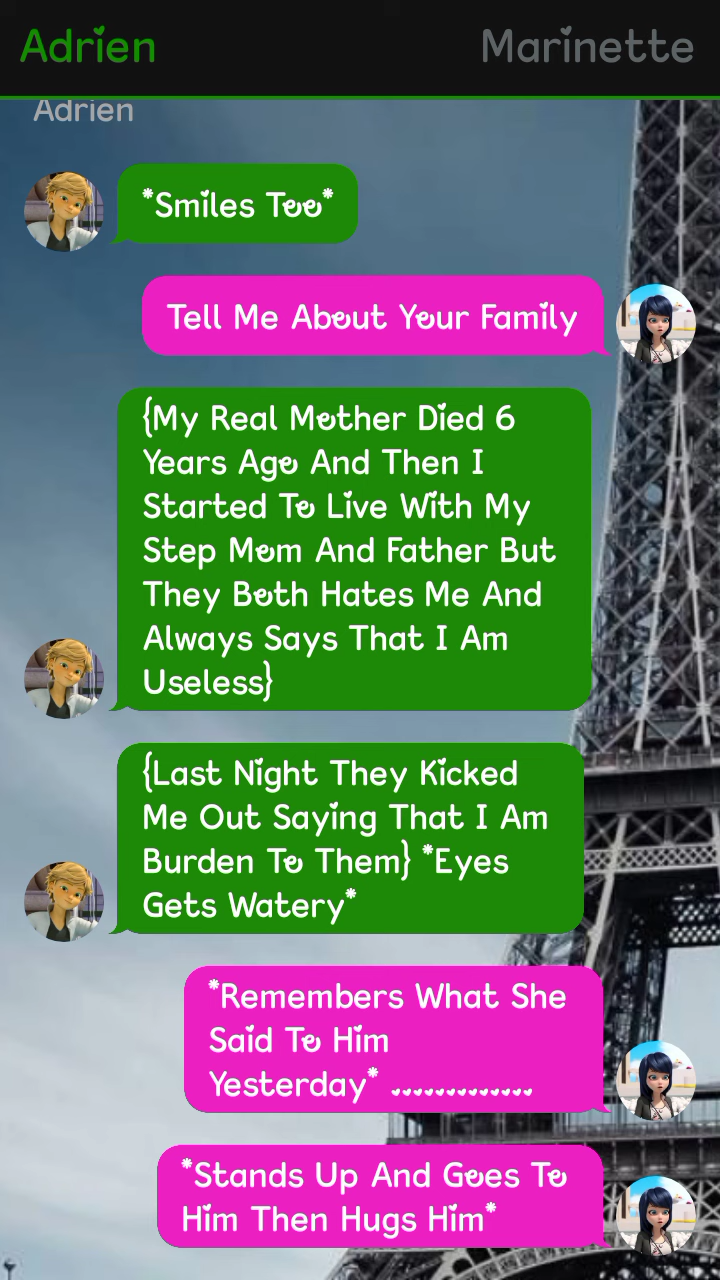 Adrien Marinette
Adrien
*Smiles Too*
Tell Me About Your Family
{My Real Mother Died 6
Years Ago And Then I
Started To Live With My
Step Mom And Father But
They Both Hates Me And
Always Says That I Am
Useless}
{Last Night They Kicked
Me Out Saying That I Am
Burden To Them} *Eyes
Gets Watery*
*Remembers What She
Said To Him
Yesterday* .............
*Stands Up And Goes To
Him Then Hugs Him*